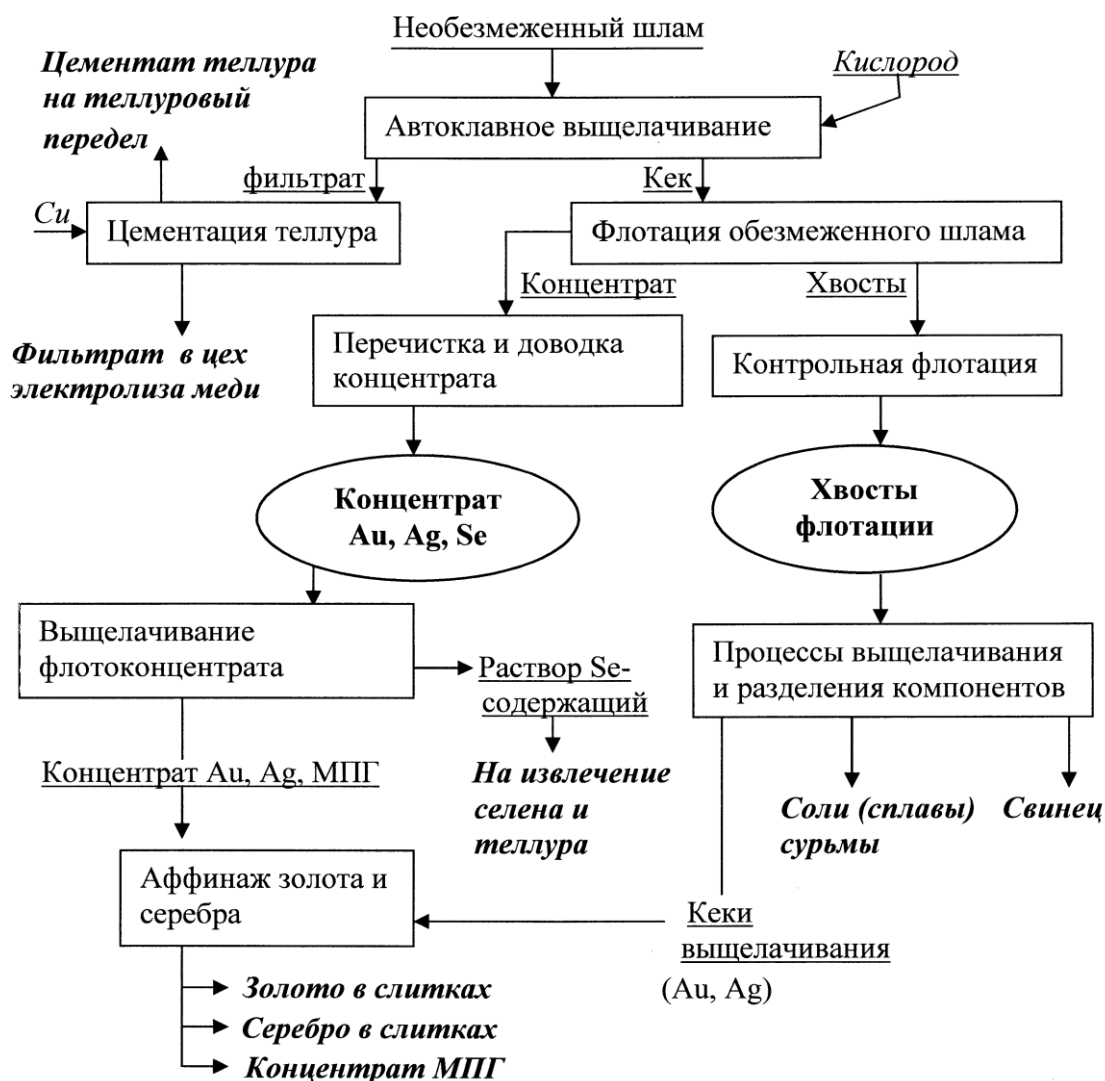 Необезмеженный шлам
Цементат теллура
на теллуровый
передел
Кислород
Автоклавное выщелачивание
фильтрат
Кек
Cu
Цементация теллура
Флотация обезмеженного шлама
Концентрат
Хвосты
Фильтрат в цех
электролиза меди
Перечистка и доводка
концентрата
Контрольная флотация
Концентрат
Au, Ag, Se
Хвосты
флотации
Выщелачивание
флотоконцентрата
Раствор Se-
содержащий
Процессы выщелачивания
и разделения компонентов
Концентрат Au, Ag, МПГ
На извлечение
селена и
теллура
Соли (сплавы)
сурьмы
Свинец
Аффинаж золота и
серебра
Кеки
выщелачивания
(Au, Ag)
Золото в слитках
Серебро в слитках
Концентрат МПГ